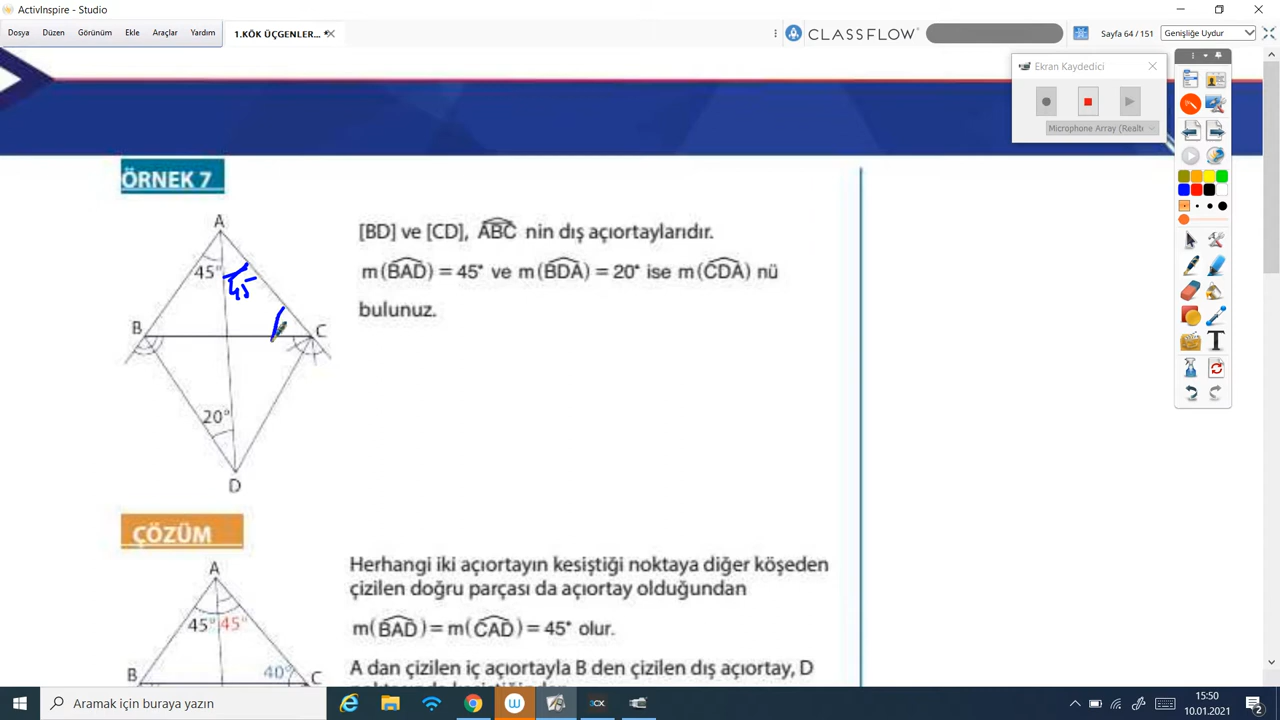 ActivInspire - Studio
Dosya Düzen Görünüm Ekle Araçlar Yardım
1.KÖK ÜÇGENLER...
CLASSFLOW
Sayfa 64 / 151
Genişliğe Uydur
Ekran Kaydedici
Microphone Array (Realte
ÖRNEK 7
A
45°
45
B
C
20°
D
[BD] ve [CD], ABC nin dış açıortaylarıdır.
m(BAD) = 45° ve m(BDA) = 20° ise m(CDA) nü
bulunuz.
ÇÖZÜM
A
45° 45°
40°
B
C
Herhangi iki açıortayın kesiştiği noktaya diğer köşeden
çizilen doğru parçası da açıortay olduğundan
m(BAD) = m(CAD) = 45° olur.
A dan çizilen iç açıortayla B den çizilen dış açıortay, D
Aramak için buraya yazın
15:50
10.01.2021